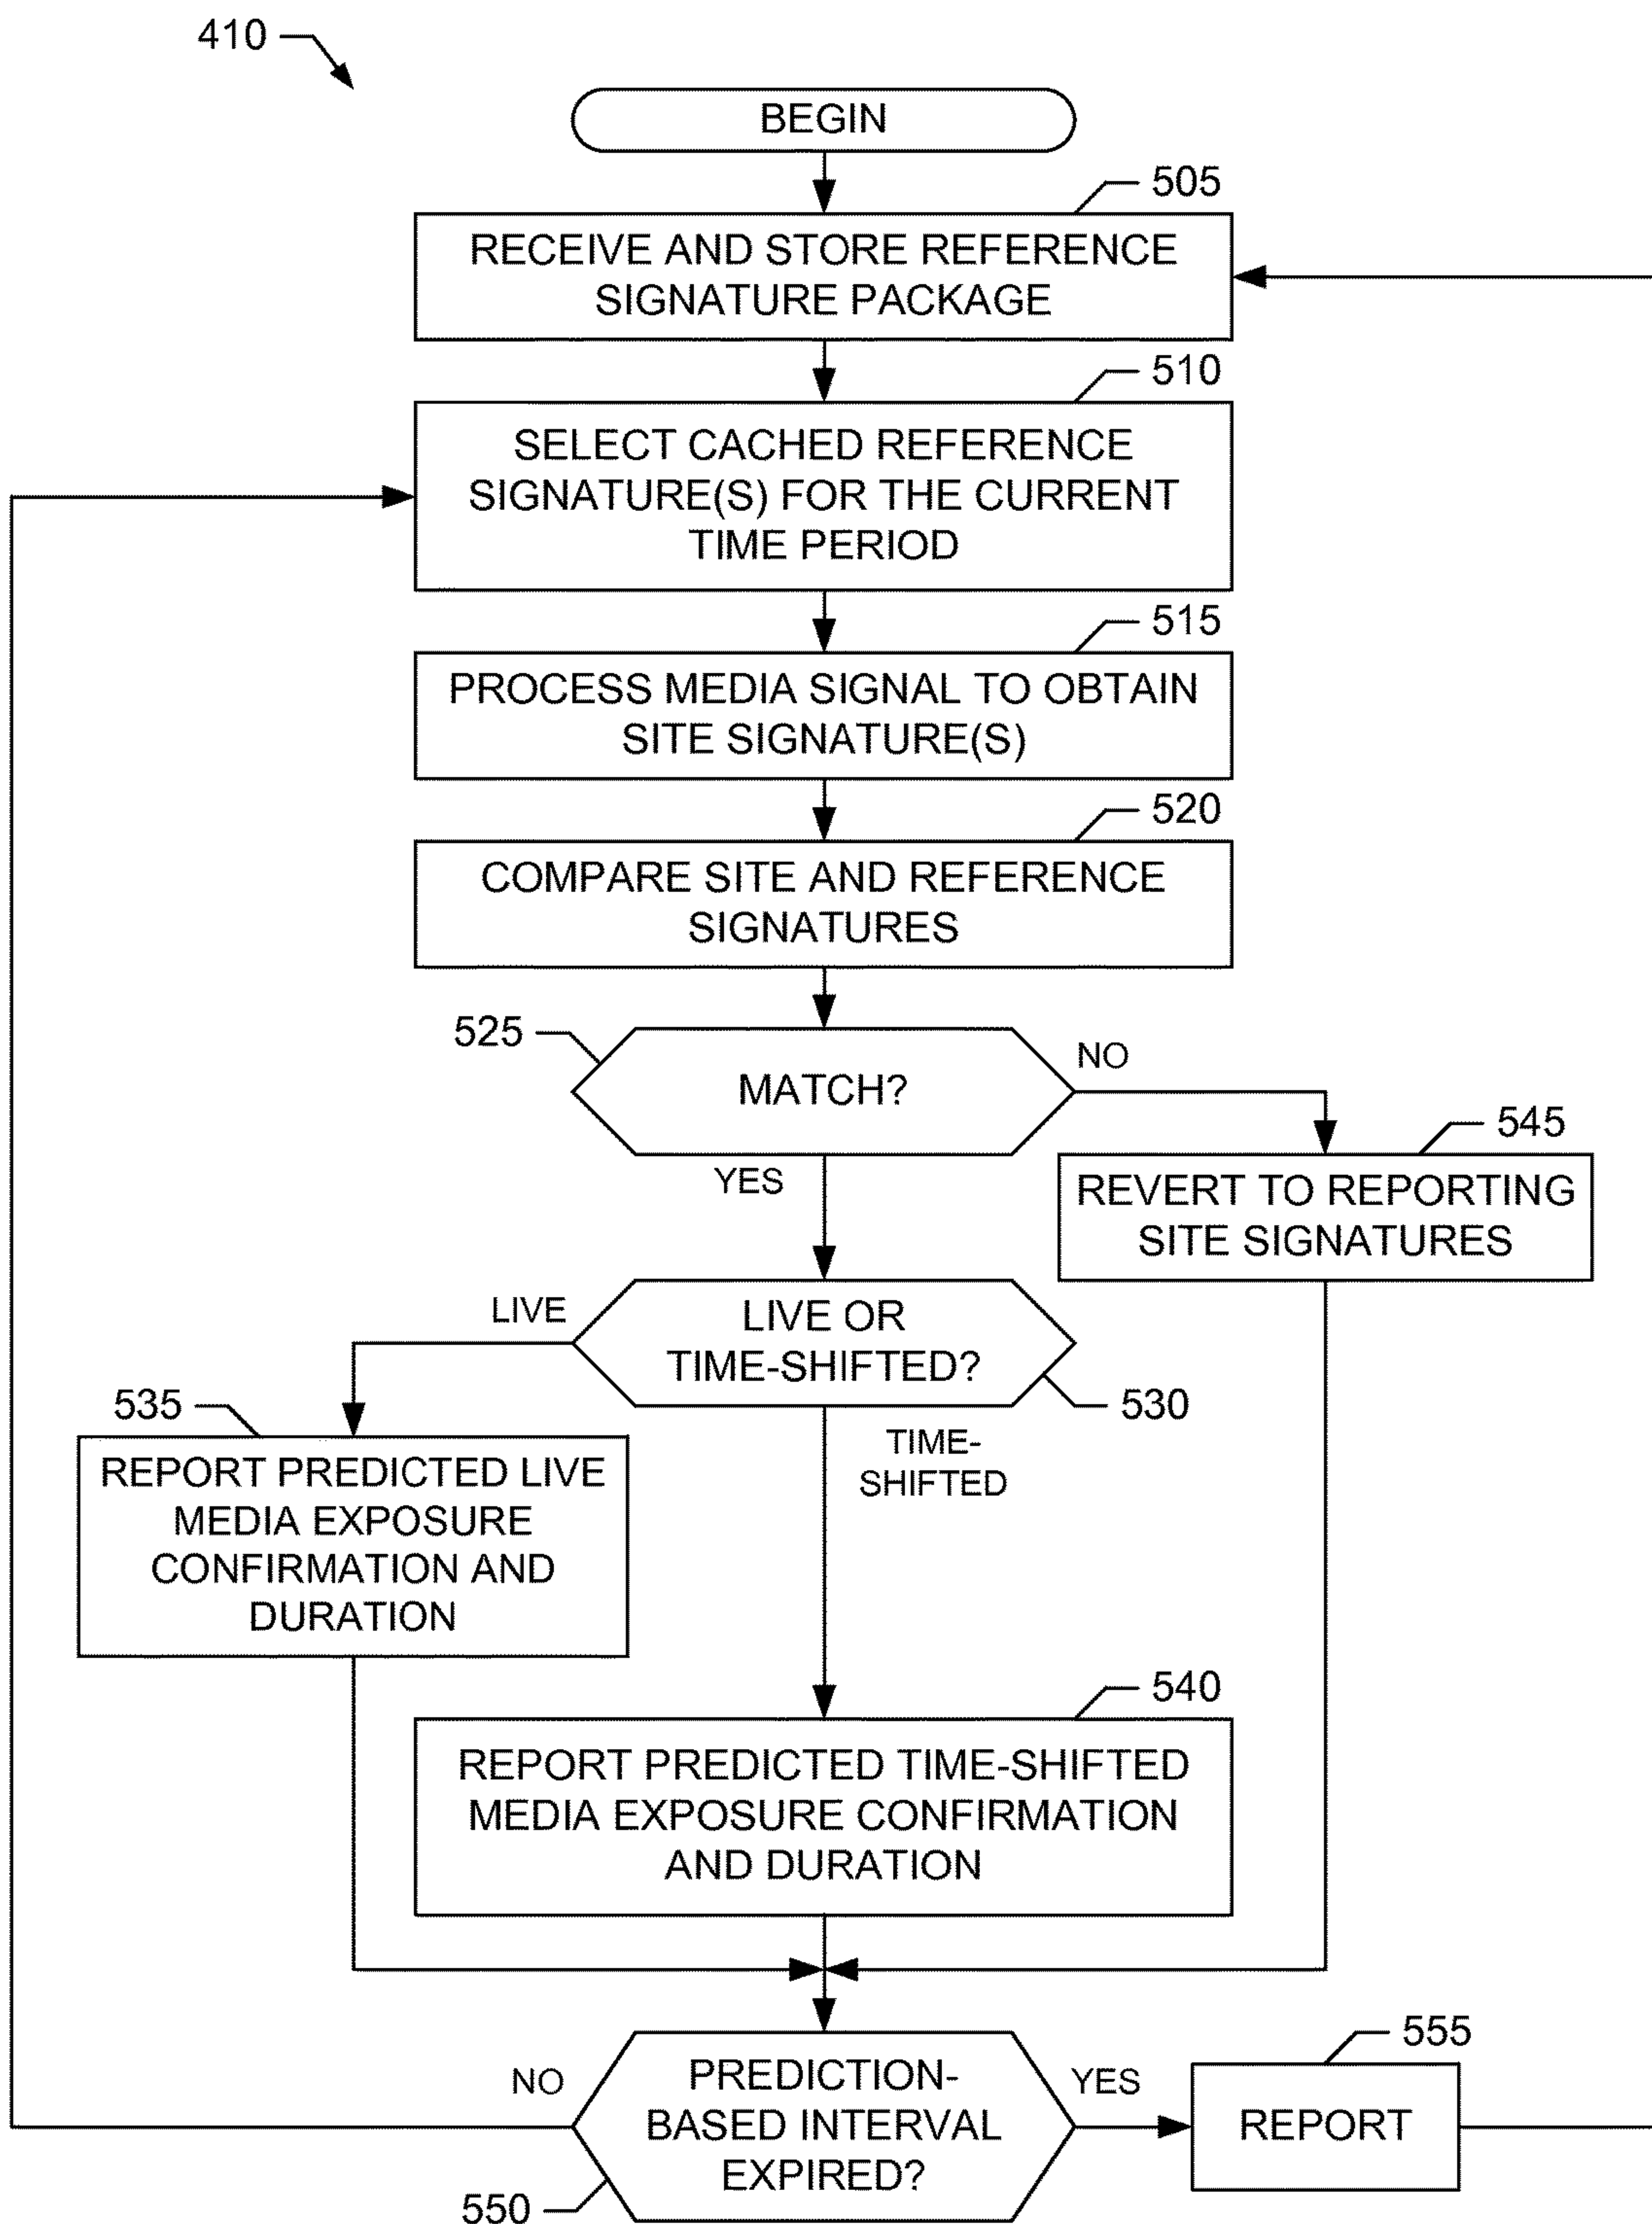 410
BEGIN
505
RECEIVE AND STORE REFERENCE
SIGNATURE PACKAGE
510
SELECT CACHED REFERENCE
SIGNATURE(S) FOR THE CURRENT
TIME PERIOD
515
PROCESS MEDIA SIGNAL TO OBTAIN
SITE SIGNATURE(S)
520
COMPARE SITE AND REFERENCE
SIGNATURES
525
MATCH?
NO
YES
545
REVERT TO REPORTING
SITE SIGNATURES
LIVE
LIVE OR
TIME-SHIFTED?
530
TIME-
SHIFTED
535
REPORT PREDICTED LIVE
MEDIA EXPOSURE
CONFIRMATION AND
DURATION
540
REPORT PREDICTED TIME-SHIFTED
MEDIA EXPOSURE CONFIRMATION
AND DURATION
NO
PREDICTION-
BASED INTERVAL
EXPIRED?
550
YES
555
REPORT